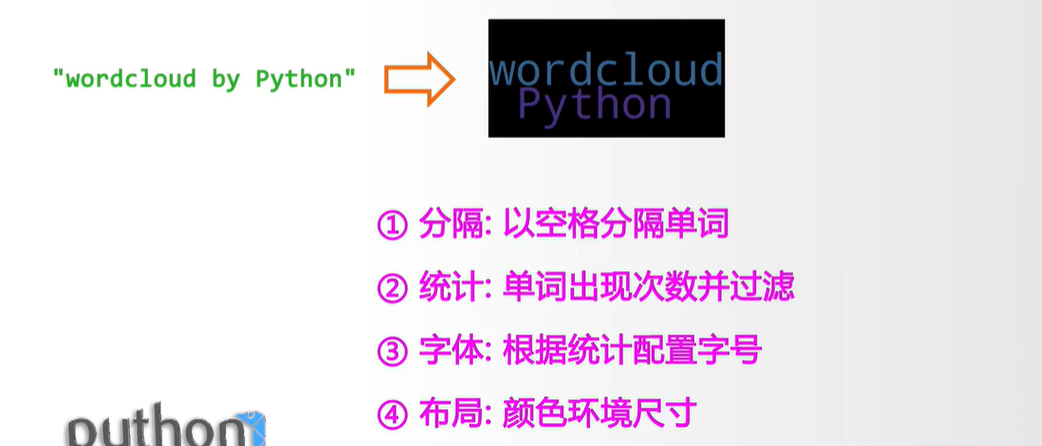 "wordcloud by Python"
wordcloud
Python
① 分隔: 以空格分隔单词
② 统计: 单词出现次数并过滤
③ 字体: 根据统计配置字号
④ 布局: 颜色环境尺寸
python